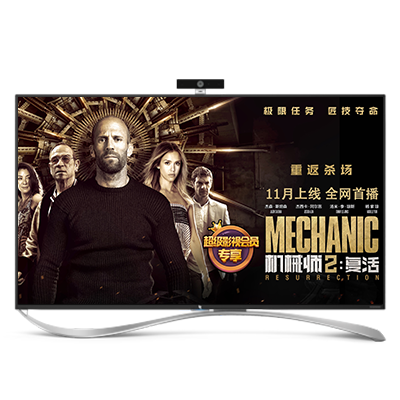 极限任务 匠技夺命
重返杀场
11月上线 全网首播
MECHANIC
机械师2:复活
RESURRECTION
超级影视会员
专享